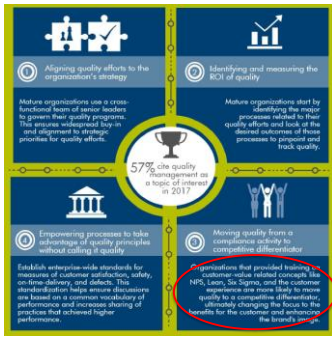 1
Aligning quality efforts to the
organization's strategy
Mature organizations use a cross-
functional team of senior leaders
to govern their quality programs.
This ensures widespread buy-in
and alignment to strategic
priorities for quality efforts.
2
Identifying and measuring the
ROI of quality
Mature organizations start by
identifying the major
processes related to their
quality efforts and look at the
desired outcomes of those
processes to pinpoint and
track quality.
57% cite quality
management as
a topic of interest
in 2017
4
Empowering processes to take
advantage of quality principles
without calling it quality
Establish enterprise-wide standards for
measures of customer satisfaction, safety,
on-time-delivery, and defects. This
standardization helps ensure discussions
are based on a common vocabulary of
performance and increases sharing of
practices that achieved higher
performance.
3
Moving quality from a
compliance activity to
competitive differentiator
Organizations that provided training on
customer-value related concepts like
NPS, Lean, Six Sigma, and the customer
experience are more likely to move
quality to a competitive differentiator,
ultimately changing the focus to the
benefits for the customer and enhancing
the brand's image.